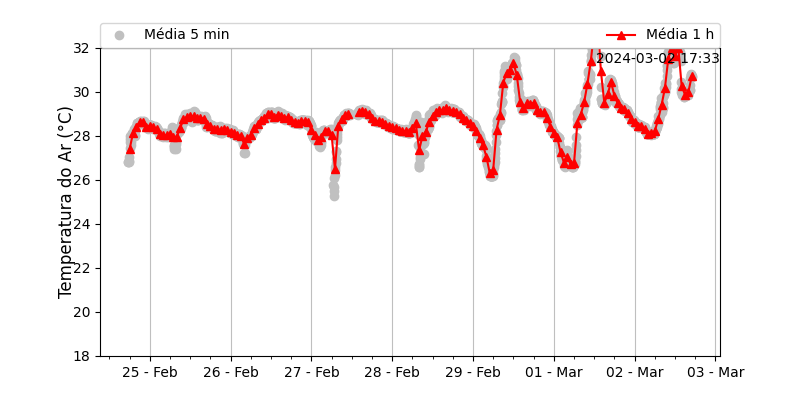 Média 5 min
Média 1 h
2024-03-02 17:33
Temperatura do Ar (°C)
32
30
28
26
24
22
20
18
25 - Feb
26 - Feb
27 - Feb
28 - Feb
29 - Feb
01 - Mar
02 - Mar
03 - Mar